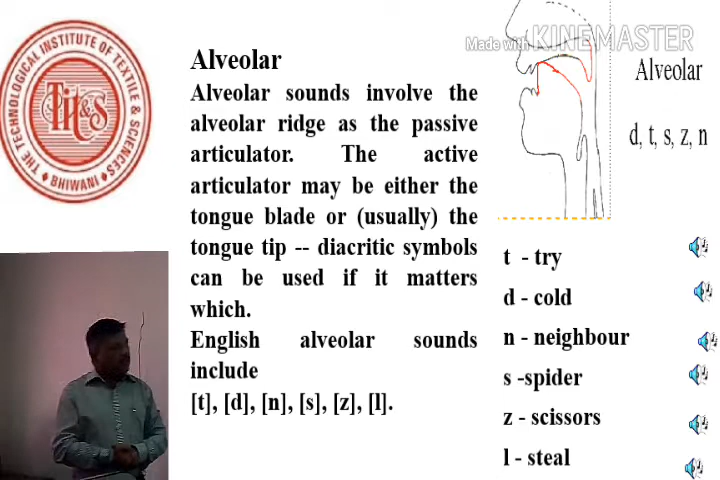 THE TECHNOLOGICAL INSTITUTE OF TEXTILE & SCIENCES
TIT&S
• BHIWANI •
Alveolar
Alveolar sounds involve the
alveolar ridge as the passive
articulator. The active
articulator may be either the
tongue blade or (usually) the
tongue tip -- diacritic symbols
can be used if it matters
which.
English alveolar sounds
include
[t], [d], [n], [s], [z], [l].
Made with KINEMASTER
Alveolar
d, t, s, z, n
t - try
d - cold
n - neighbour
s -spider
z - scissors
l - steal